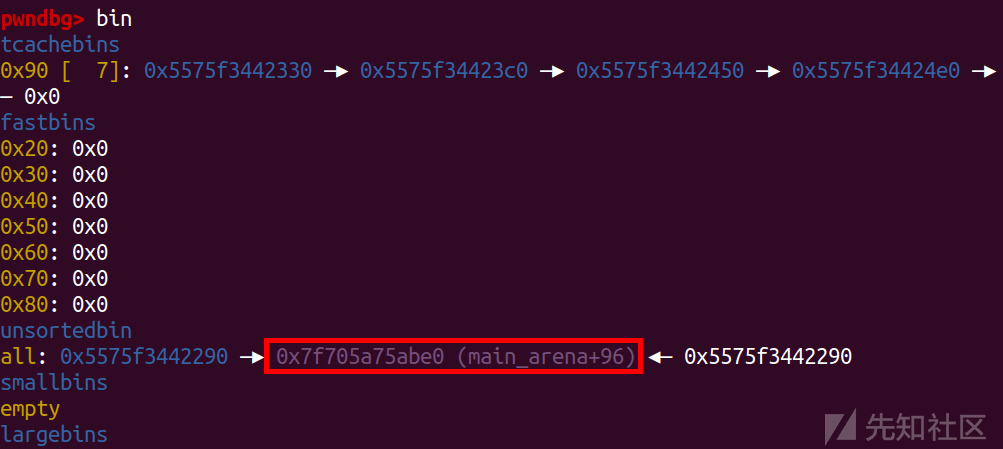 pwndbg> bin
tcachebins
0x90 [  7]: 0x5575f3442330 —▸ 0x5575f34423c0 —▸ 0x5575f3442450 —▸ 0x5575f34424e0 —▸
— 0x0
fastbins
0x20: 0x0
0x30: 0x0
0x40: 0x0
0x50: 0x0
0x60: 0x0
0x70: 0x0
0x80: 0x0
unsortedbin
all: 0x5575f3442290 —▸ 0x7f705a75abe0 (main_arena+96) ◂— 0x5575f3442290
smallbins
empty
largebins
先知社区